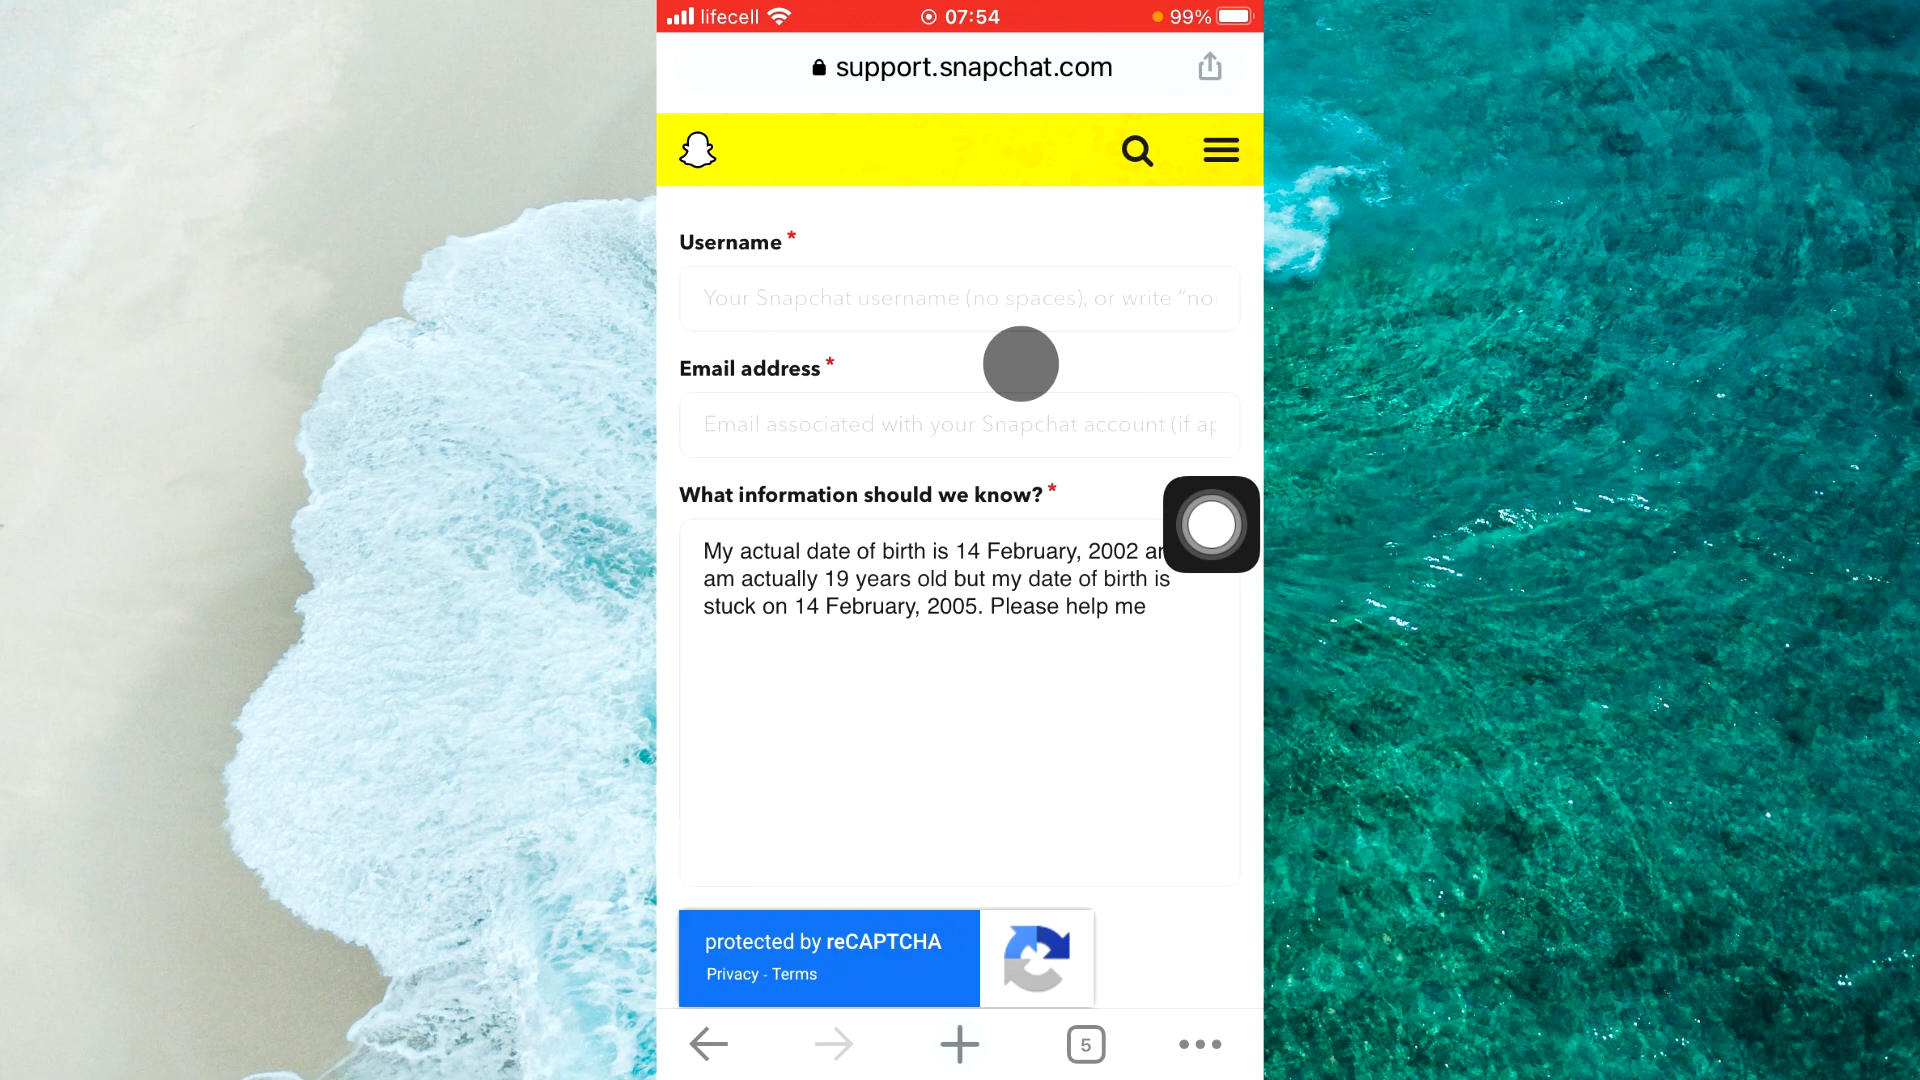 lifecell 07:54 99%
support.snapchat.com
Username *
Your Snapchat username (no spaces), or write “no
Email address *
Email associated with your Snapchat account (if ap
What information should we know? *
My actual date of birth is 14 February, 2002 ar
am actually 19 years old but my date of birth is
stuck on 14 February, 2005. Please help me
protected by reCAPTCHA
Privacy - Terms
5